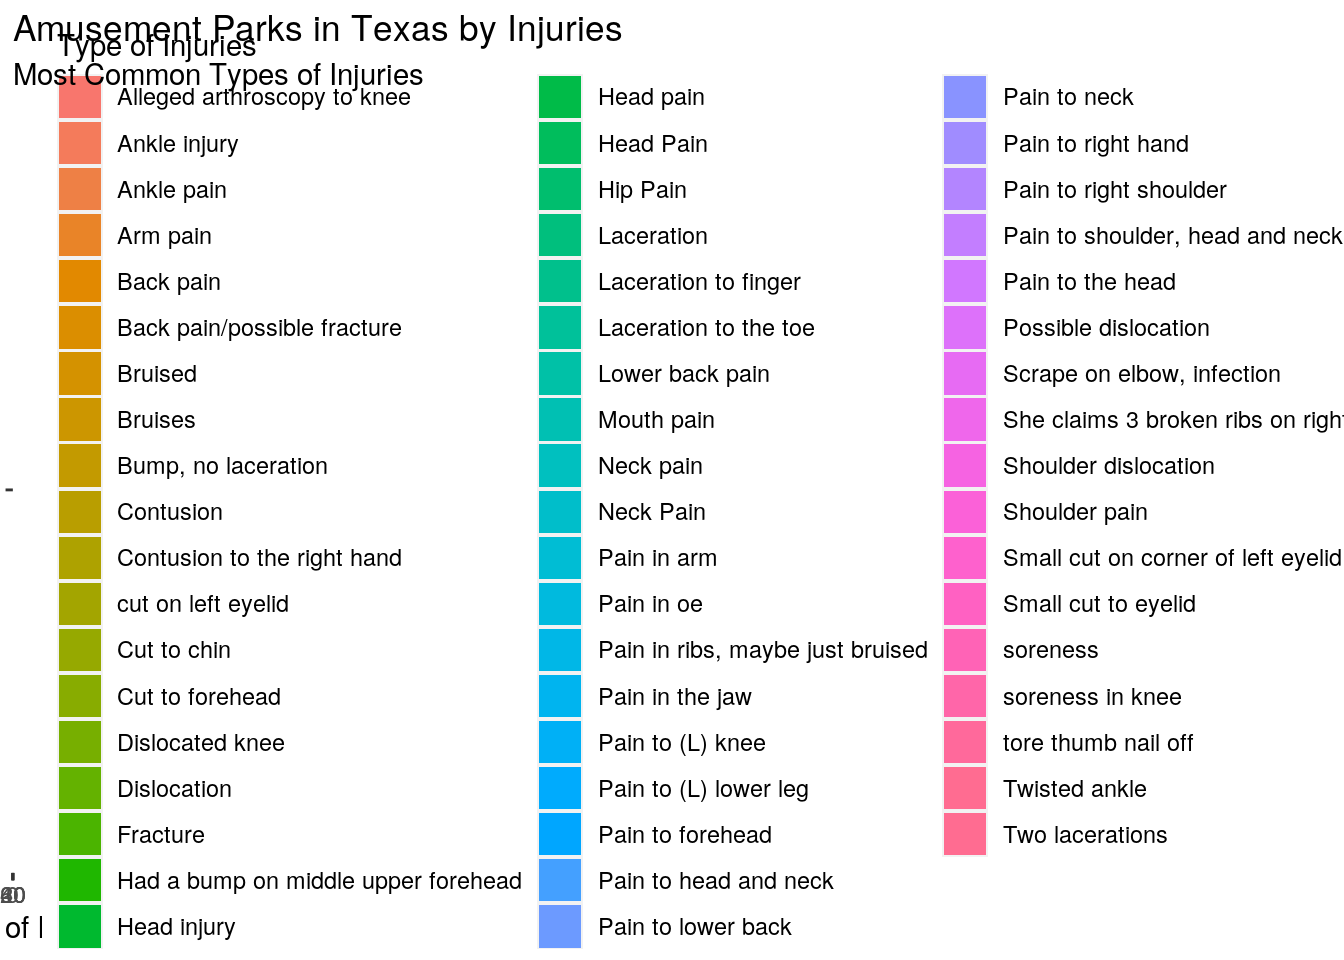 Amusement Parks in Texas by Injuries
Type of Injuries
Most Common Types of Injuries
Alleged arthroscopy to knee
Ankle injury
Ankle pain
Arm pain
Back pain
Back pain/possible fracture
Bruised
Bruises
Bump, no laceration
Contusion
Contusion to the right hand
cut on left eyelid
Cut to chin
Cut to forehead
Dislocated knee
Dislocation
Fracture
Had a bump on middle upper forehead
Head injury
Head pain
Head Pain
Hip Pain
Laceration
Laceration to finger
Laceration to the toe
Lower back pain
Mouth pain
Neck pain
Neck Pain
Pain in arm
Pain in oe
Pain in ribs, maybe just bruised
Pain in the jaw
Pain to (L) knee
Pain to (L) lower leg
Pain to forehead
Pain to head and neck
Pain to lower back
Pain to neck
Pain to right hand
Pain to right shoulder
Pain to shoulder, head and neck
Pain to the head
Possible dislocation
Scrape on elbow, infection
She claims 3 broken ribs on right
Shoulder dislocation
Shoulder pain
Small cut on corner of left eyelid
Small cut to eyelid
soreness
soreness in knee
tore thumb nail off
Twisted ankle
Two lacerations
of